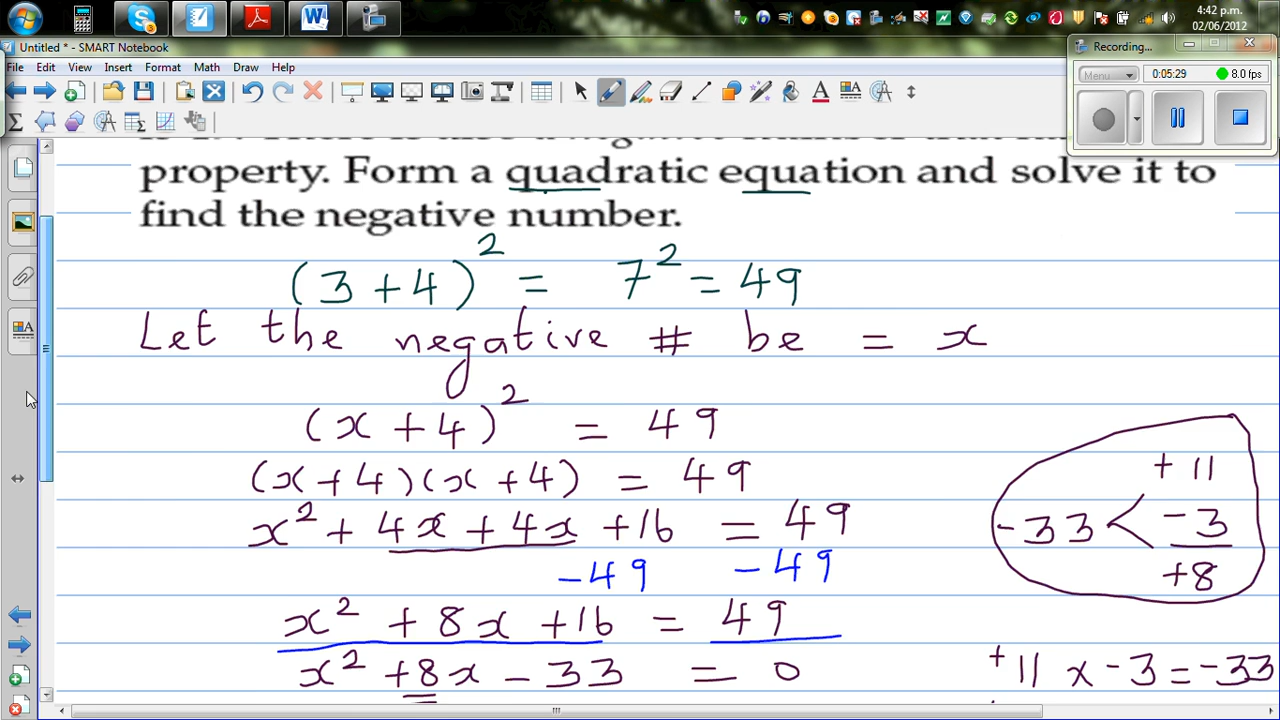 4:42 p.m.
02/06/2012
Untitled * - SMART Notebook
Recording...
File Edit View Insert Format Math Draw Help
Menu 0:05:29 8.0 fps
property. Form a quadratic equation and solve it to
find the negative number.
(3+4)² = 7² = 49
Let the negative # be = x
(x+4)² = 49
(x+4)(x+4) = 49
x² + 4x + 4x + 16 = 49
-49 -49
x² + 8x + 16 = 49
x² + 8x - 33 = 0
+11
-33 < -3
+8
+11 x -3 = -33